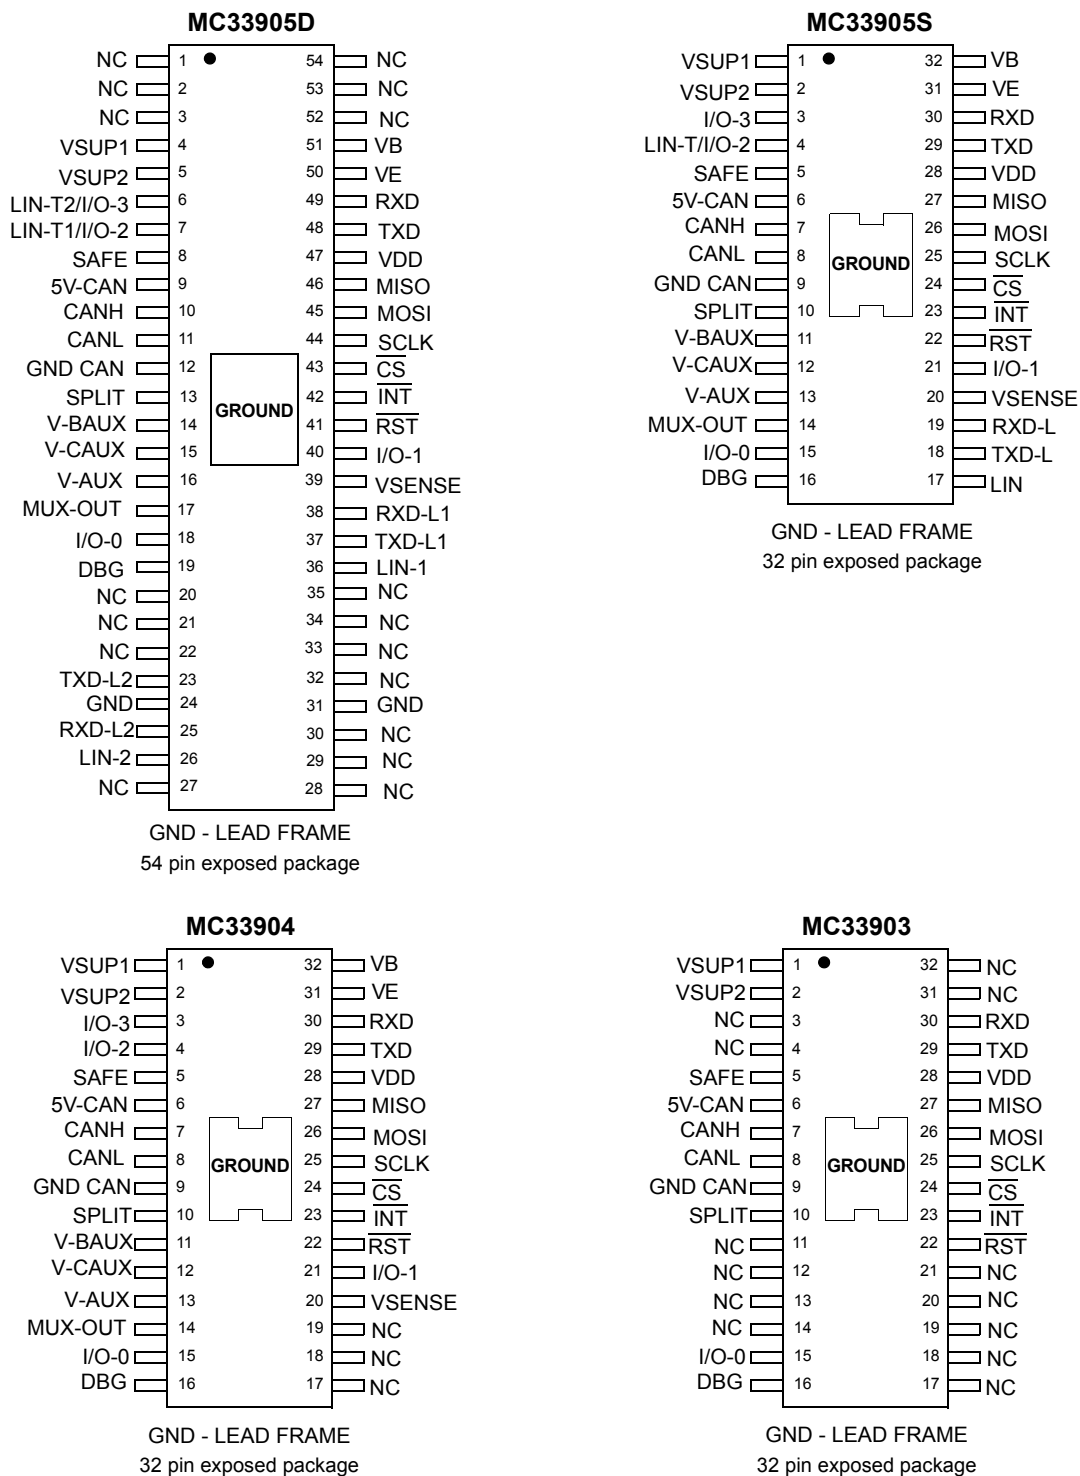 MC33905D
NC 1 54 NC
NC 2 53 NC
NC 3 52 NC
VSUP1 4 51 VB
VSUP2 5 50 VE
LIN-T2/I/O-3 6 49 RXD
LIN-T1/I/O-2 7 48 TXD
SAFE 8 47 VDD
5V-CAN 9 46 MISO
CANH 10 45 MOSI
CANL 11 44 SCLK
GND CAN 12 43 CS
SPLIT 13 42 INT
GROUND
V-BAUX 14 41 RST
V-CAUX 15 40 I/O-1
V-AUX 16 39 VSENSE
MUX-OUT 17 38 RXD-L1
I/O-0 18 37 TXD-L1
DBG 19 36 LIN-1
NC 20 35 NC
NC 21 34 NC
NC 22 33 NC
TXD-L2 23 32 NC
GND 24 31 GND
RXD-L2 25 30 NC
LIN-2 26 29 NC
NC 27 28 NC
GND - LEAD FRAME
54 pin exposed package
MC33905S
VSUP1 1 32 VB
VSUP2 2 31 VE
I/O-3 3 30 RXD
LIN-T/I/O-2 4 29 TXD
SAFE 5 28 VDD
5V-CAN 6 27 MISO
CANH 7 26 MOSI
CANL 8 25 SCLK
GROUND
GND CAN 9 24 CS
SPLIT 10 23 INT
V-BAUX 11 22 RST
V-CAUX 12 21 I/O-1
V-AUX 13 20 VSENSE
MUX-OUT 14 19 RXD-L
I/O-0 15 18 TXD-L
DBG 16 17 LIN
GND - LEAD FRAME
32 pin exposed package
MC33904
VSUP1 1 32 VB
VSUP2 2 31 VE
I/O-3 3 30 RXD
I/O-2 4 29 TXD
SAFE 5 28 VDD
5V-CAN 6 27 MISO
CANH 7 26 MOSI
CANL 8 GROUND 25 SCLK
GND CAN 9 24 CS
SPLIT 10 23 INT
V-BAUX 11 22 RST
V-CAUX 12 21 I/O-1
V-AUX 13 20 VSENSE
MUX-OUT 14 19 NC
I/O-0 15 18 NC
DBG 16 17 NC
GND - LEAD FRAME
32 pin exposed package
MC33903
VSUP1 1 32 NC
VSUP2 2 31 NC
NC 3 30 RXD
NC 4 29 TXD
SAFE 5 28 VDD
5V-CAN 6 27 MISO
CANH 7 26 MOSI
CANL 8 GROUND 25 SCLK
GND CAN 9 24 CS
SPLIT 10 23 INT
NC 11 22 RST
NC 12 21 NC
NC 13 20 NC
NC 14 19 NC
I/O-0 15 18 NC
DBG 16 17 NC
GND - LEAD FRAME
32 pin exposed package